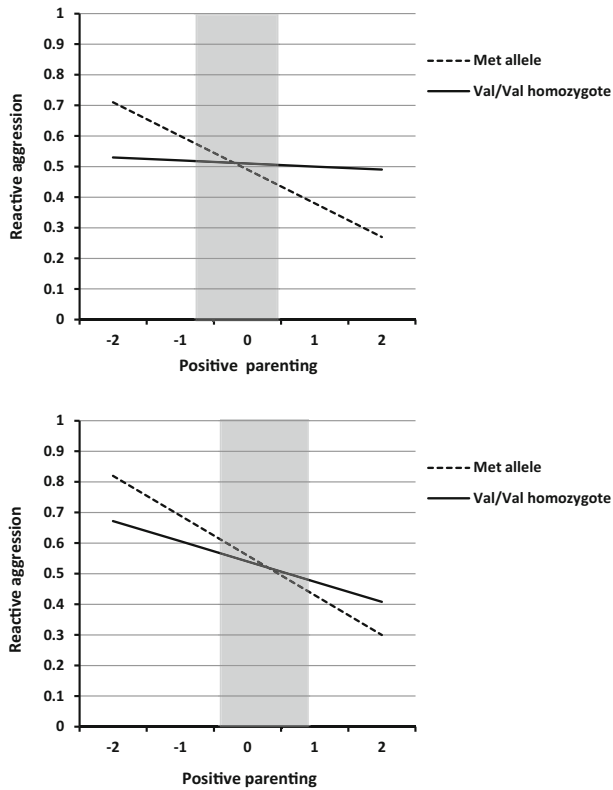 1
0.9
0.8
0.7
0.6
0.5
0.4
0.3
0.2
0.1
0
Reactive aggression
-2 -1 0 1 2
Positive parenting
Met allele
Val/Val homozygote
1
0.9
0.8
0.7
0.6
0.5
0.4
0.3
0.2
0.1
0
Reactive aggression
-2 -1 0 1 2
Positive parenting
Met allele
Val/Val homozygote